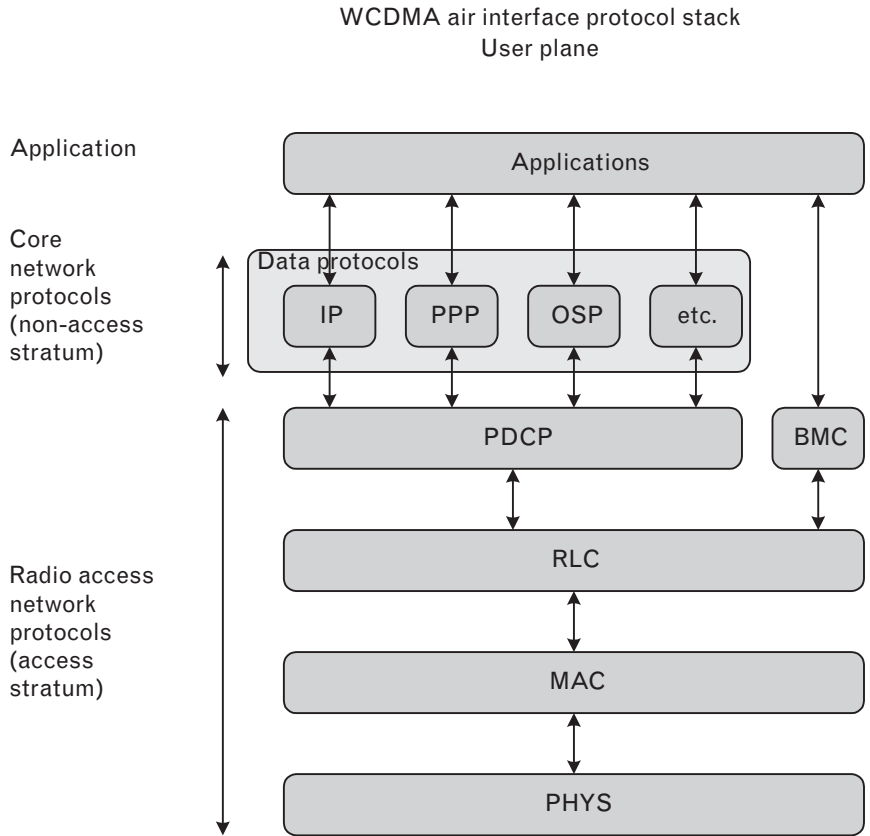 WCDMA air interface protocol stack
User plane
Application
Applications
Core
network
protocols
(non-access
stratum)
Data protocols
IP
PPP
OSP
etc.
PDCP
BMC
RLC
Radio access
network
protocols
(access
stratum)
MAC
PHYS